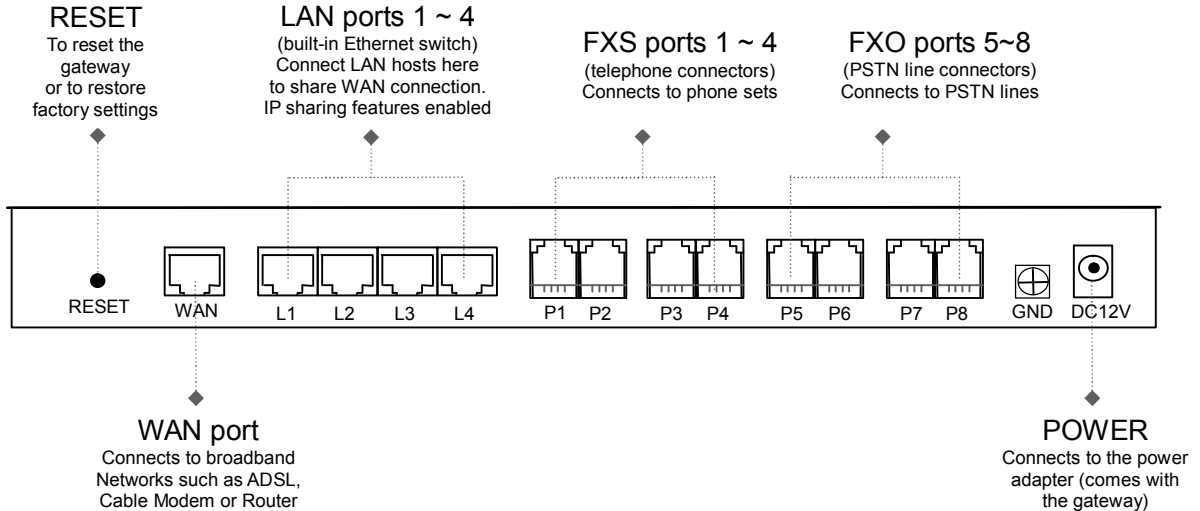 RESET
To reset the
gateway
or to restore
factory settings
LAN ports 1 ~ 4
(built-in Ethernet switch)
Connect LAN hosts here
to share WAN connection.
IP sharing features enabled
FXS ports 1 ~ 4
(telephone connectors)
Connects to phone sets
FXO ports 5~8
(PSTN line connectors)
Connects to PSTN lines
RESET WAN L1 L2 L3 L4 P1 P2 P3 P4 P5 P6 P7 P8 GND DC12V
WAN port
Connects to broadband
Networks such as ADSL,
Cable Modem or Router
POWER
Connects to the power
adapter (comes with
the gateway)